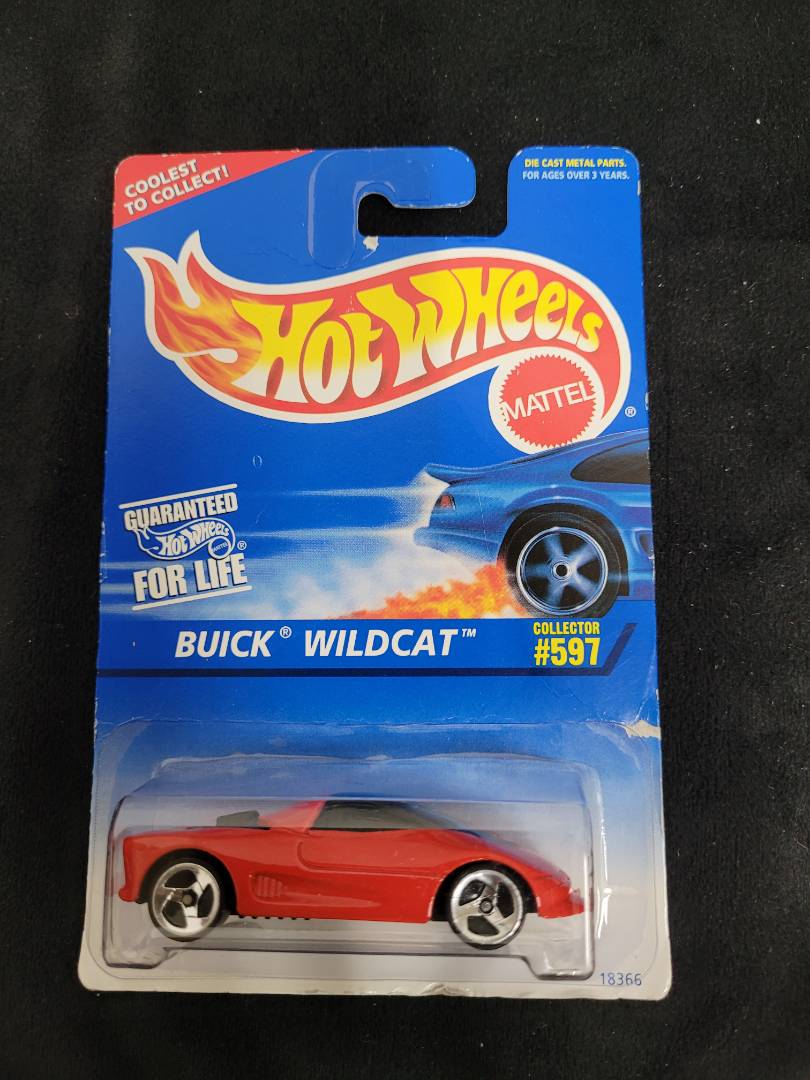 COOLEST
TO COLLECT!
DIE CAST METAL PARTS.
FOR AGES OVER 3 YEARS.
Hot Wheels
MATTEL
®
GUARANTEED
Hot Wheels
MATTEL
®
FOR LIFE
BUICK® WILDCAT™
COLLECTOR
#597
18366